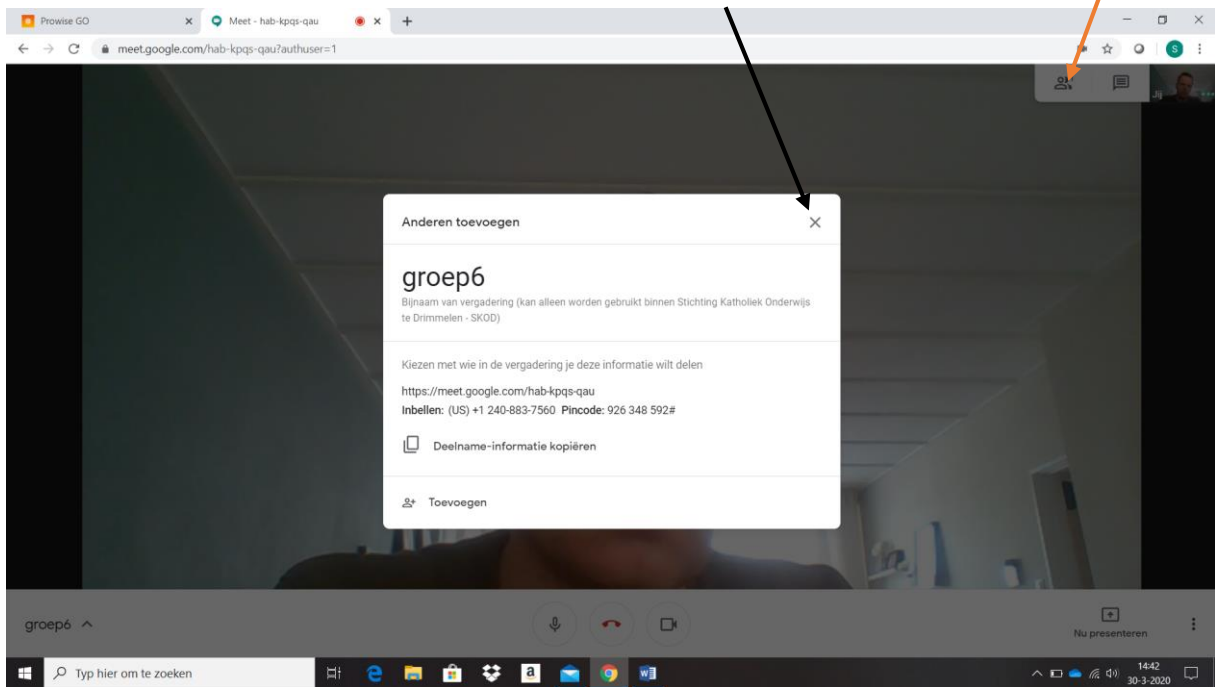 Prowise GO
Meet - hab-kpqs-qau
meet.google.com/hab-kpqs-qau?authuser=1
S
Jij
Anderen toevoegen
groep6
Bijnaam van vergadering (kan alleen worden gebruikt binnen Stichting Katholiek Onderwijs
te Drimmelen - SKOD)
Kiezen met wie in de vergadering je deze informatie wilt delen
https://meet.google.com/hab-kpqs-qau
Inbellen: (US) +1 240-883-7560 Pincode: 926 348 592#
Deelname-informatie kopiëren
Toevoegen
groep6
Nu presenteren
Typ hier om te zoeken
14:42
30-3-2020